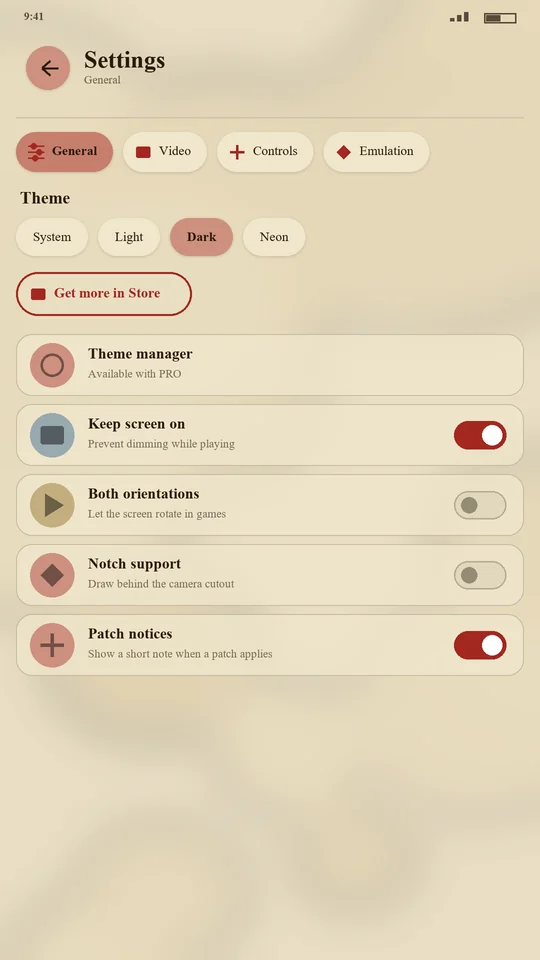 9:41
Settings
General
General
Video
Controls
Emulation
Theme
System
Light
Dark
Neon
Get more in Store
Theme manager
Available with PRO
Keep screen on
Prevent dimming while playing
Both orientations
Let the screen rotate in games
Notch support
Draw behind the camera cutout
Patch notices
Show a short note when a patch applies